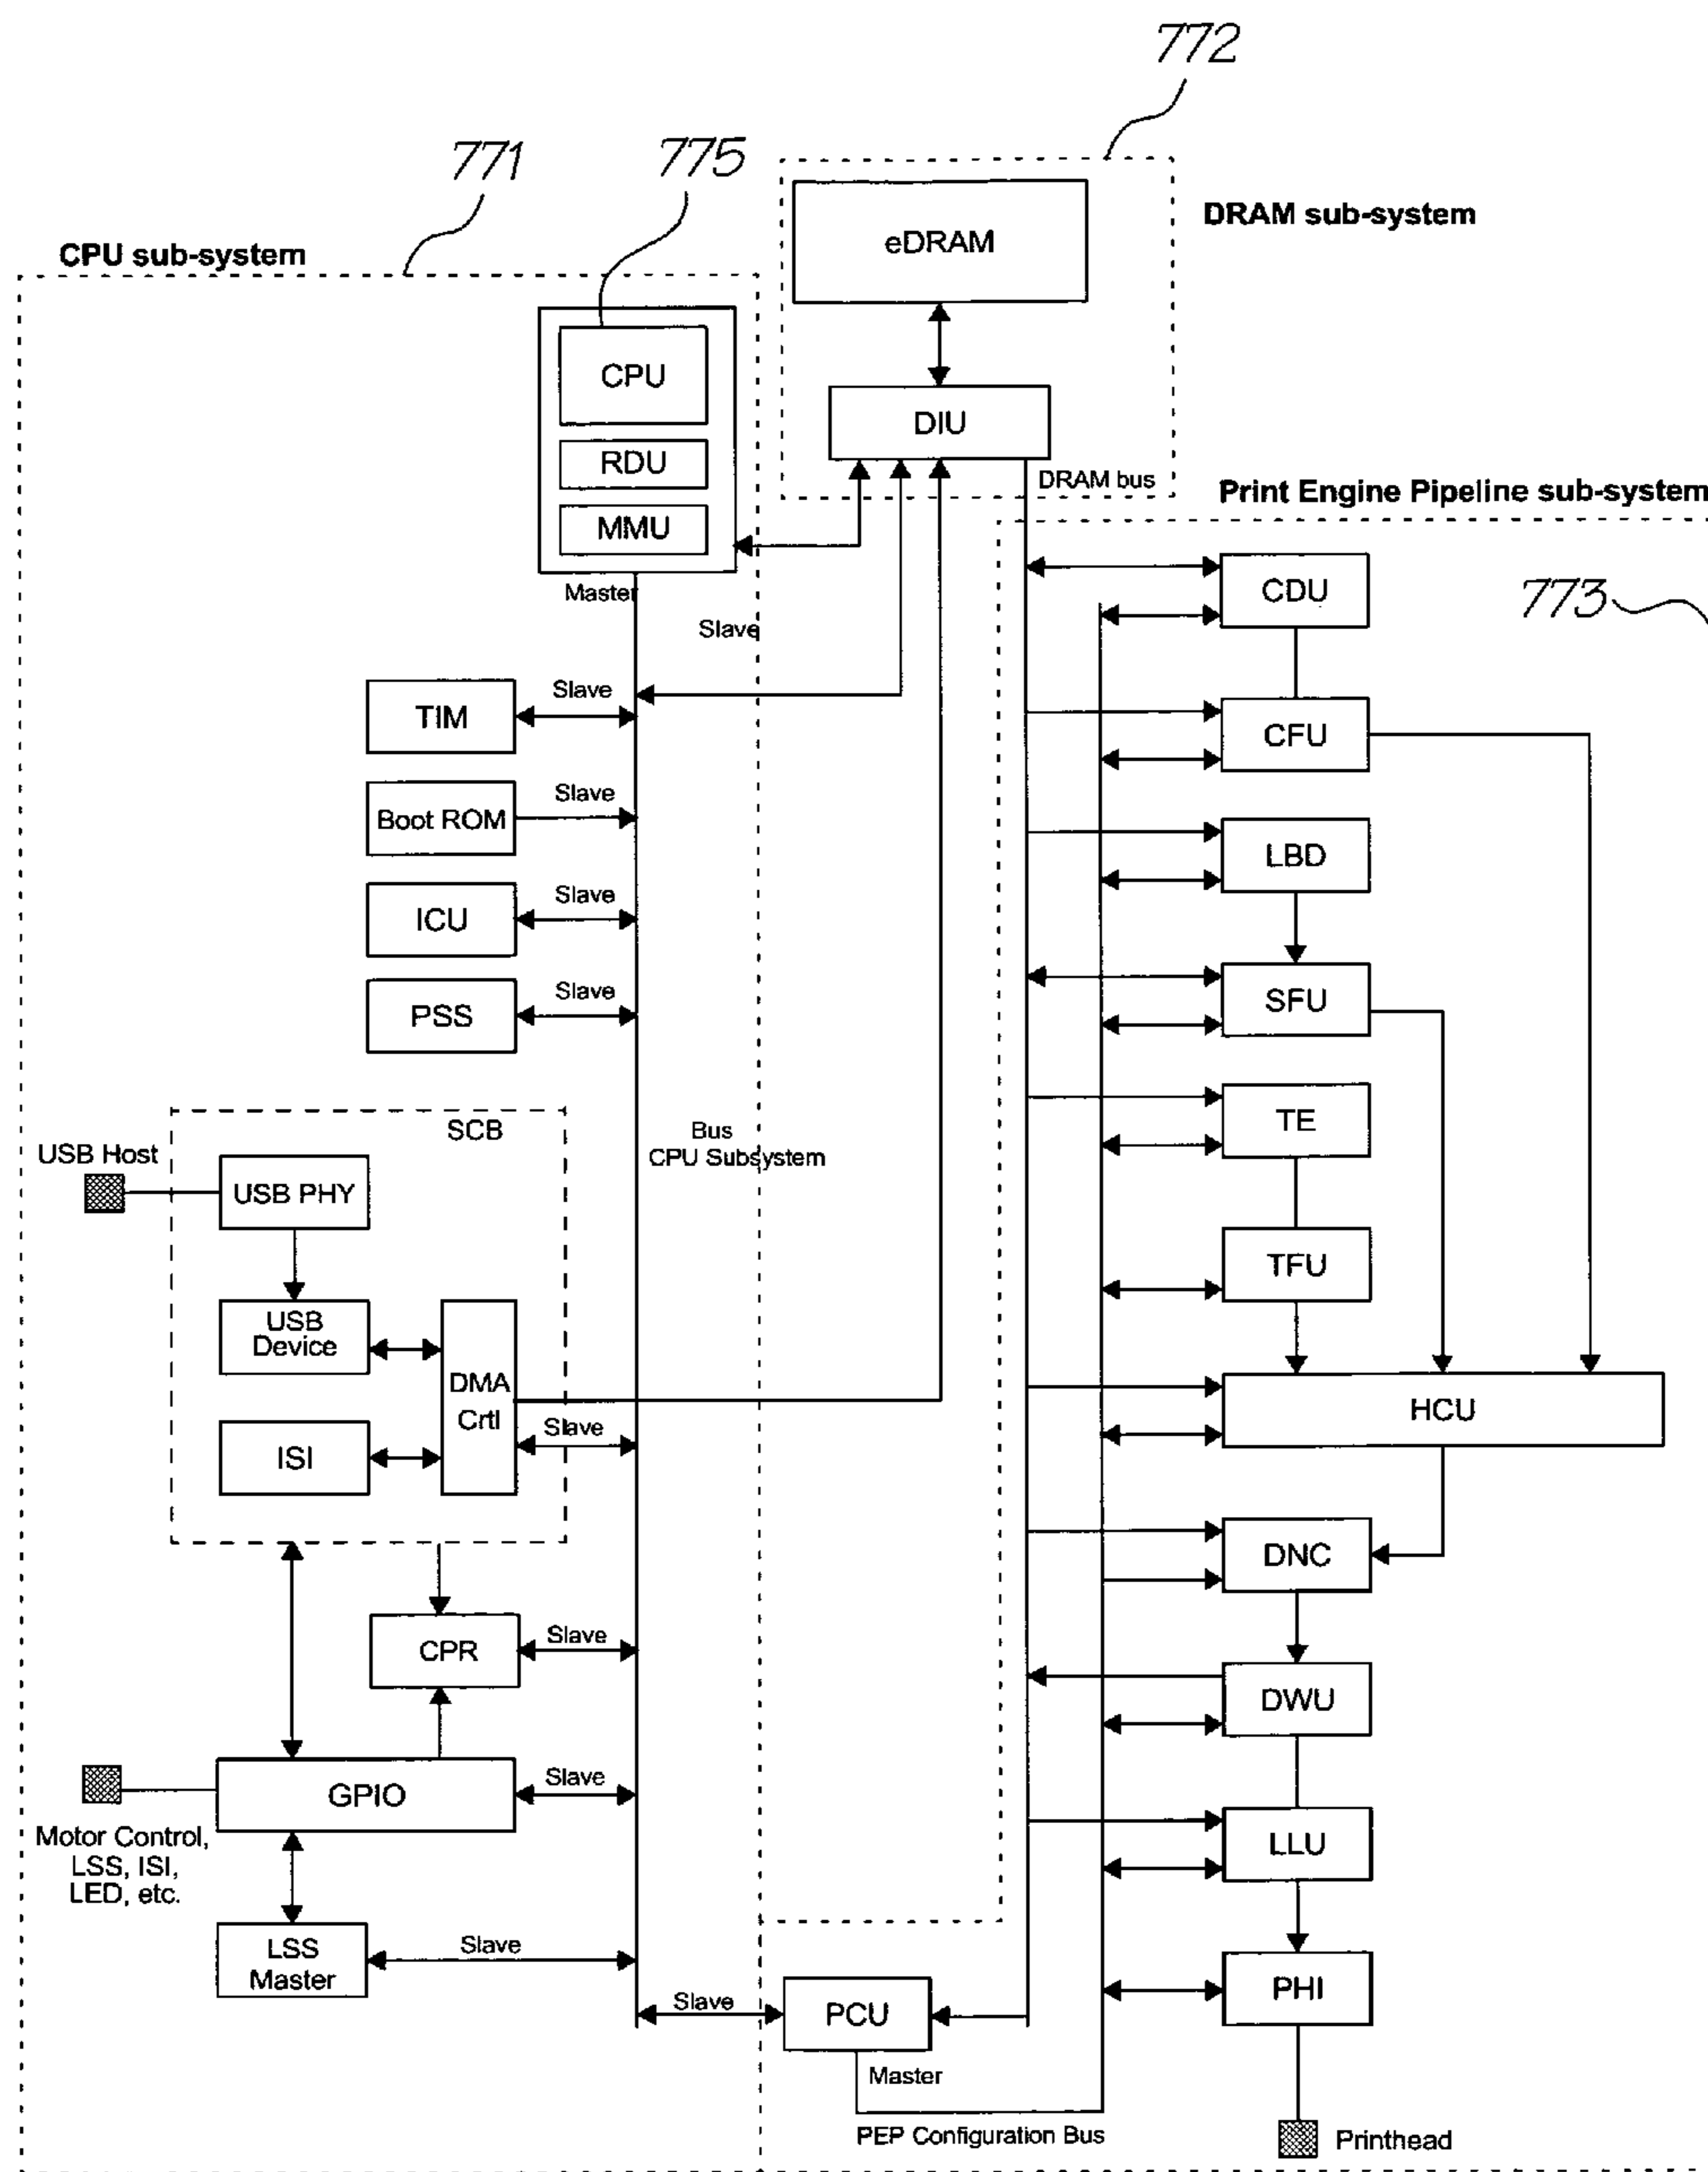 772
771
775
DRAM sub-system
CPU sub-system
eDRAM
CPU
DIU
RDU
DRAM bus
Print Engine Pipeline sub-system
MMU
CDU
773
Master
Slave
TIM
Slave
CFU
Boot ROM
Slave
LBD
ICU
Slave
PSS
Slave
SFU
TE
SCB
Bus
CPU Subsystem
USB Host
USB PHY
TFU
USB
Device
DMA
Crtl
HCU
Slave
ISI
DNC
CPR
Slave
DWU
GPIO
Slave
Motor Control,
LSS, ISI,
LED, etc.
LLU
LSS
Master
Slave
PHI
Slave
PCU
Master
PEP Configuration Bus
Printhead